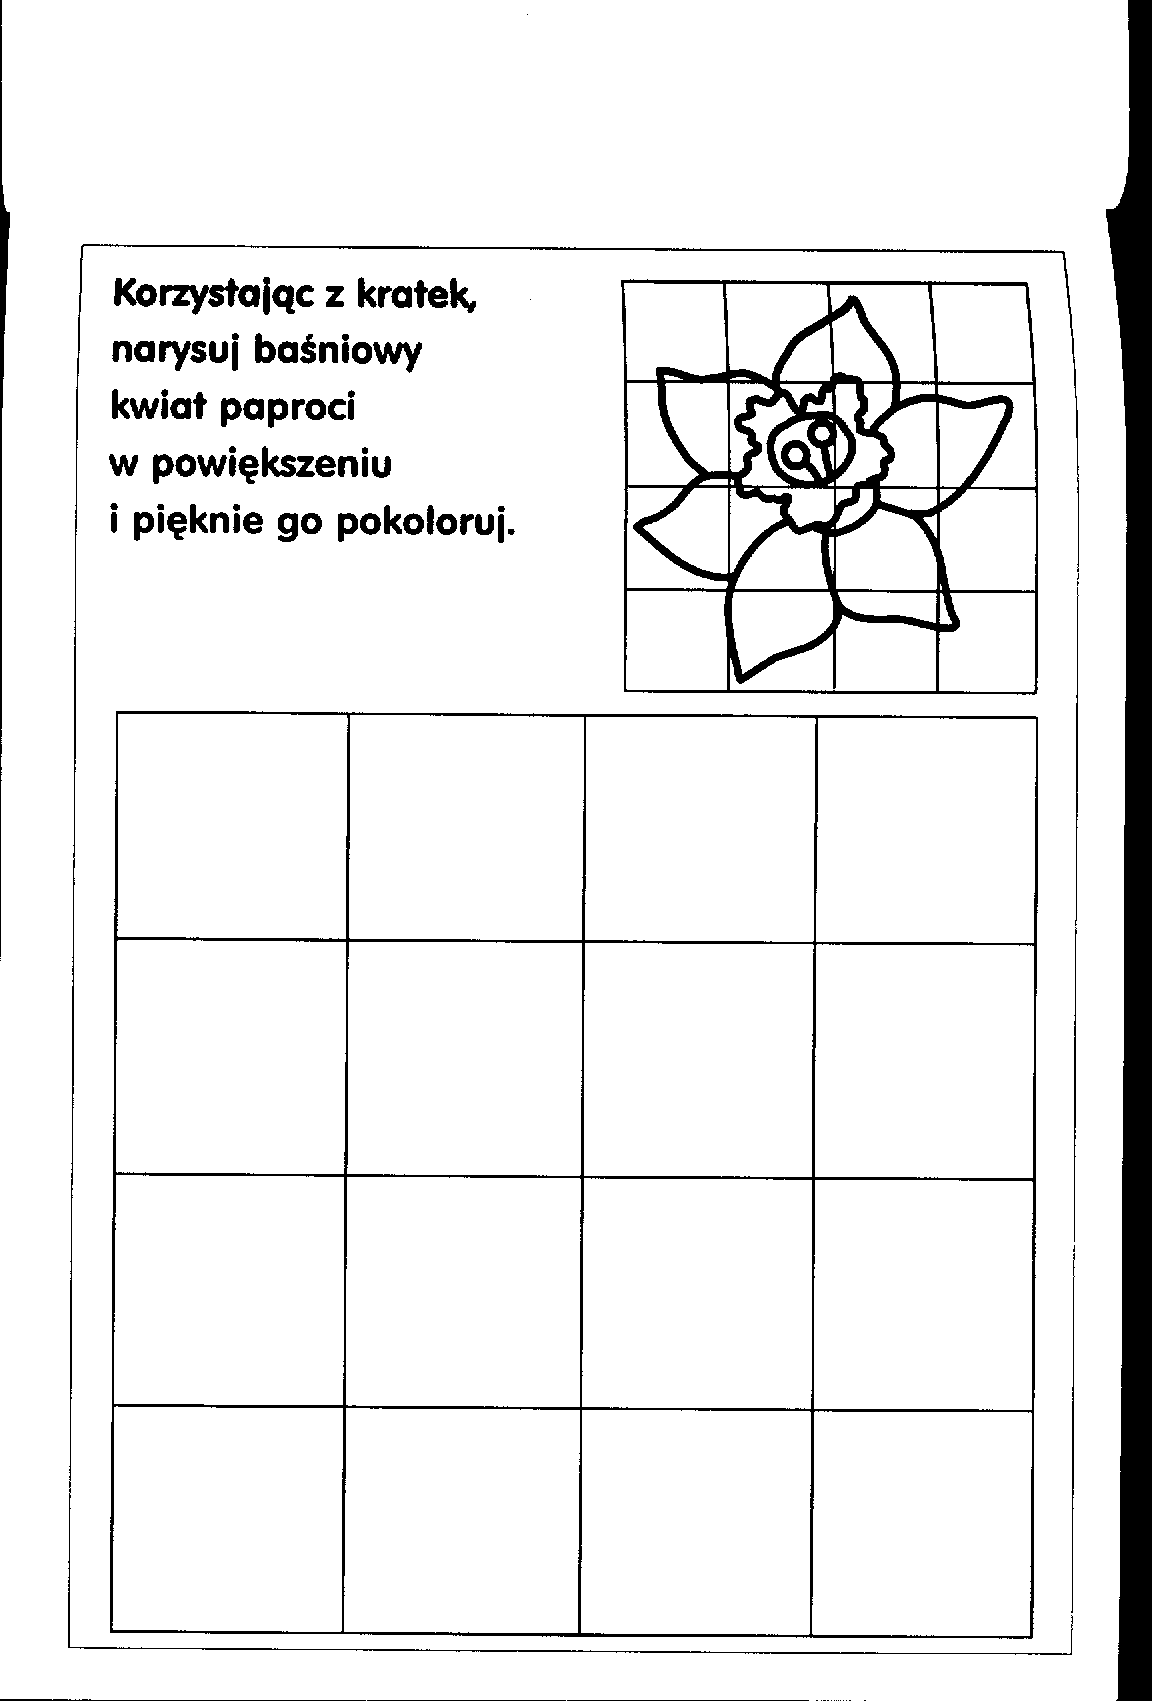 Korzystając z kratek,
narysuj baśniowy
kwiat paproci
w powiększeniu
i pięknie go pokoloruj.